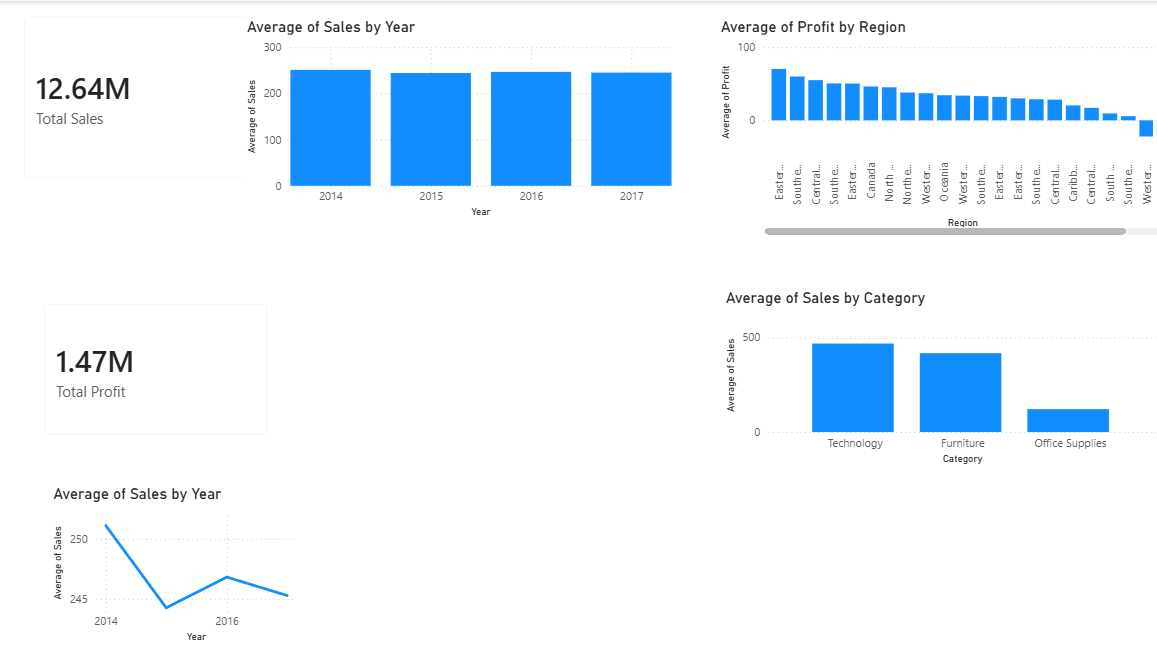 12.64M
Total Sales
Average of Sales by Year
Average of Sales
300
200
100
0
2014 2015 2016 2017
Year
Average of Profit by Region
Average of Profit
100
0
Easter... Southe... Central... Southe... Easter... Canada North ... Northe... Wester... Oceania Wester... Southe... Easter... Easter... Southe... Central... Caribb... Central... South ... Southe... Wester...
Region
1.47M
Total Profit
Average of Sales by Category
Average of Sales
500
0
Technology Furniture Office Supplies
Category
Average of Sales by Year
Average of Sales
250
245
2014 2016
Year